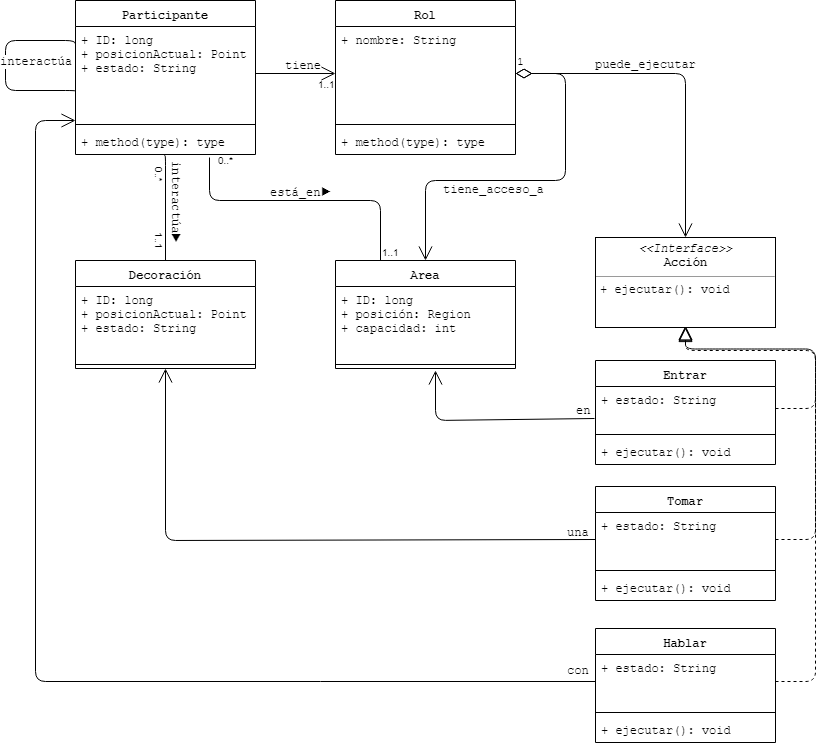 Participante
+ ID: long
+ posicionActual: Point
+ estado: String
+ method(type): type
interactúa
Rol
+ nombre: String
+ method(type): type
tiene
1..1
1
puede_ejecutar
tiene_acceso_a
0..*
está_en
1..1
0..*
interactúa
1..1
<<Interface>>
Acción
+ ejecutar(): void
Decoración
+ ID: long
+ posicionActual: Point
+ estado: String
Area
+ ID: long
+ posición: Region
+ capacidad: int
Entrar
+ estado: String
+ ejecutar(): void
en
Tomar
+ estado: String
+ ejecutar(): void
una
Hablar
+ estado: String
+ ejecutar(): void
con